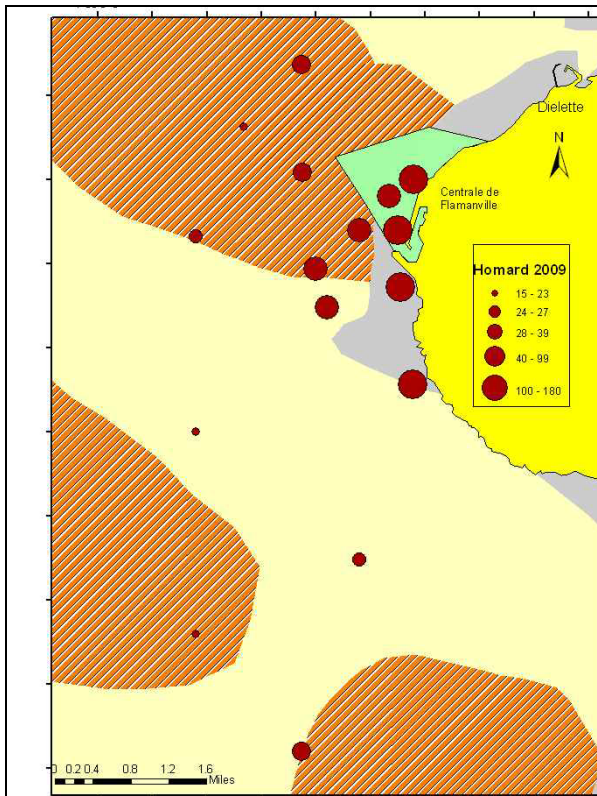 Dielette
N
Centrale de
Flamanville
Homard 2009
15 - 23
24 - 27
28 - 39
40 - 99
100 - 180
0 0.2 0.4 0.8 1.2 1.6
Miles